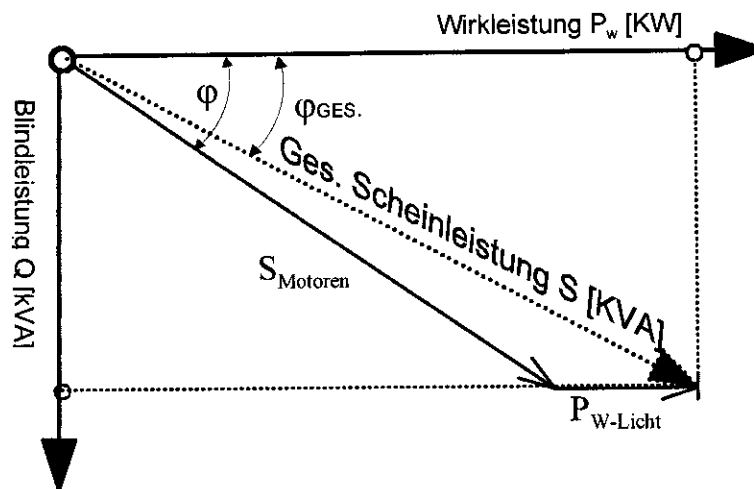 Wirkleistung P_w [KW]
φ
φGES.
Blindleistung Q [kVA]
Ges. Scheinleistung S [KVA]
S_Motoren
P_W-Licht